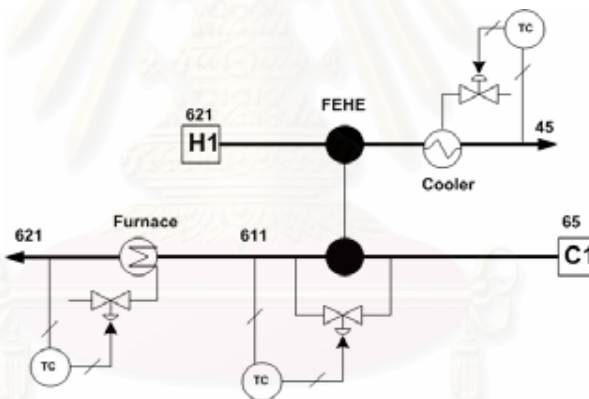 TC
FEHE
621
H1
45
Cooler
65
Furnace
621
611
C1
TC
TC